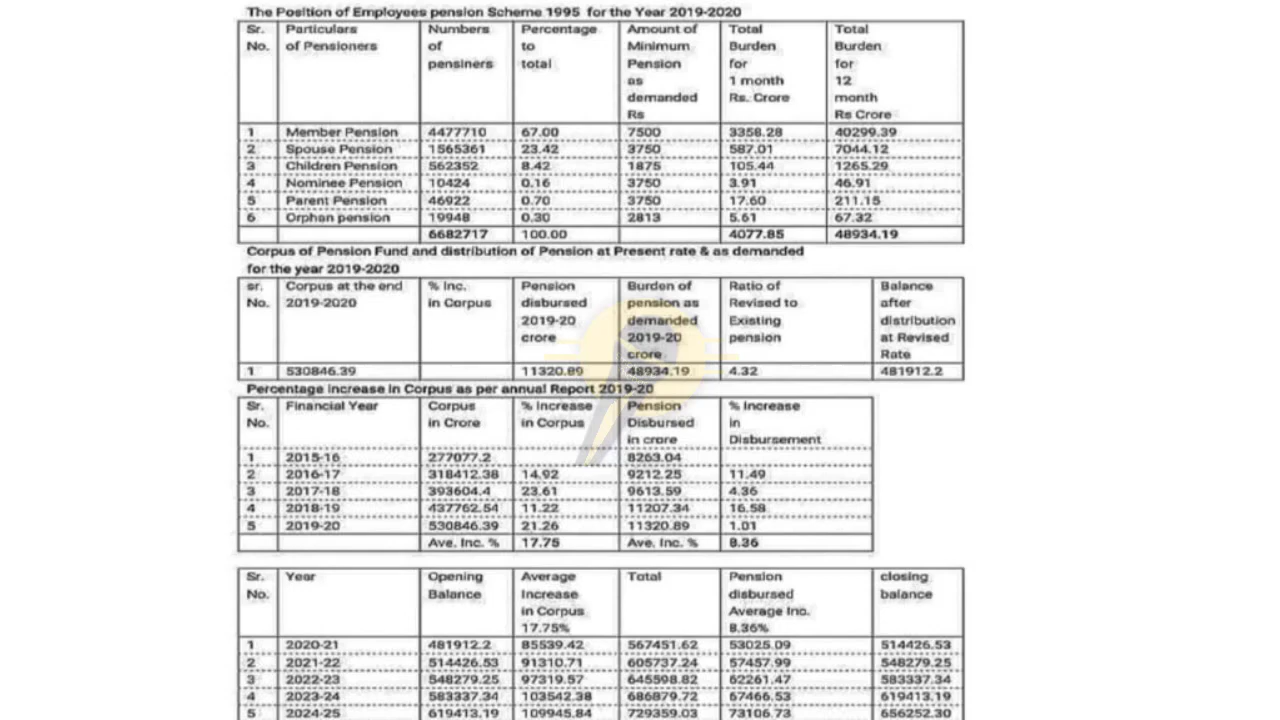 The Position of Employees pension Scheme 1995 for the Year 2019-2020
Sr. No. Particulars of Pensioners Numbers of pensiners Percentage to total Amount of Minimum Pension as demanded Rs Total Burden for 1 month Rs. Crore Total Burden for 12 month Rs Crore
1 Member Pension 4477710 67.00 7500 3358.28 40299.39
2 Spouse Pension 1565361 23.42 3750 587.01 7044.12
3 Children Pension 562352 8.42 1875 105.44 1265.29
4 Nominee Pension 10424 0.16 3750 3.91 46.91
5 Parent Pension 46922 0.70 3750 17.60 211.15
6 Orphan pension 19948 0.30 2813 5.61 67.32
6682717 100.00 4077.85 48934.19
Corpus of Pension Fund and distribution of Pension at Present rate & as demanded
for the year 2019-2020
sr. No. Corpus at the end 2019-2020 % Inc. in Corpus Pension disbursed 2019-20 crore Burden of pension as demanded 2019-20 crore Ratio of Revised to Existing pension Balance after distribution at Revised Rate
1 530846.39 11320.89 48934.19 4.32 481912.2
Percentage increase in Corpus as per annual Report 2019-20
Sr. No. Financial Year Corpus in Crore % Increase in Corpus Pension Disbursed in crore % Increase in Disbursement
1 2015-16 277077.2 8263.04
2 2016-17 318412.38 14.92 9212.25 11.49
3 2017-18 393604.4 23.61 9613.59 4.36
4 2018-19 437762.54 11.22 11207.34 16.58
5 2019-20 530846.39 21.26 11320.89 1.01
Ave. Inc. % 17.75 Ave. Inc. % 8.36
Sr. No. Year Opening Balance Average Increase in Corpus 17.75% Total Pension disbursed Average Inc. 8.36% closing balance
1 2020-21 481912.2 85539.42 567451.62 53025.09 514426.53
2 2021-22 514426.53 91310.71 605737.24 57457.99 548279.25
3 2022-23 548279.25 97319.57 645598.82 62261.47 583337.34
4 2023-24 583337.34 103542.38 686879.72 67466.53 619413.19
5 2024-25 619413.19 109945.84 729359.03 73106.73 656252.30